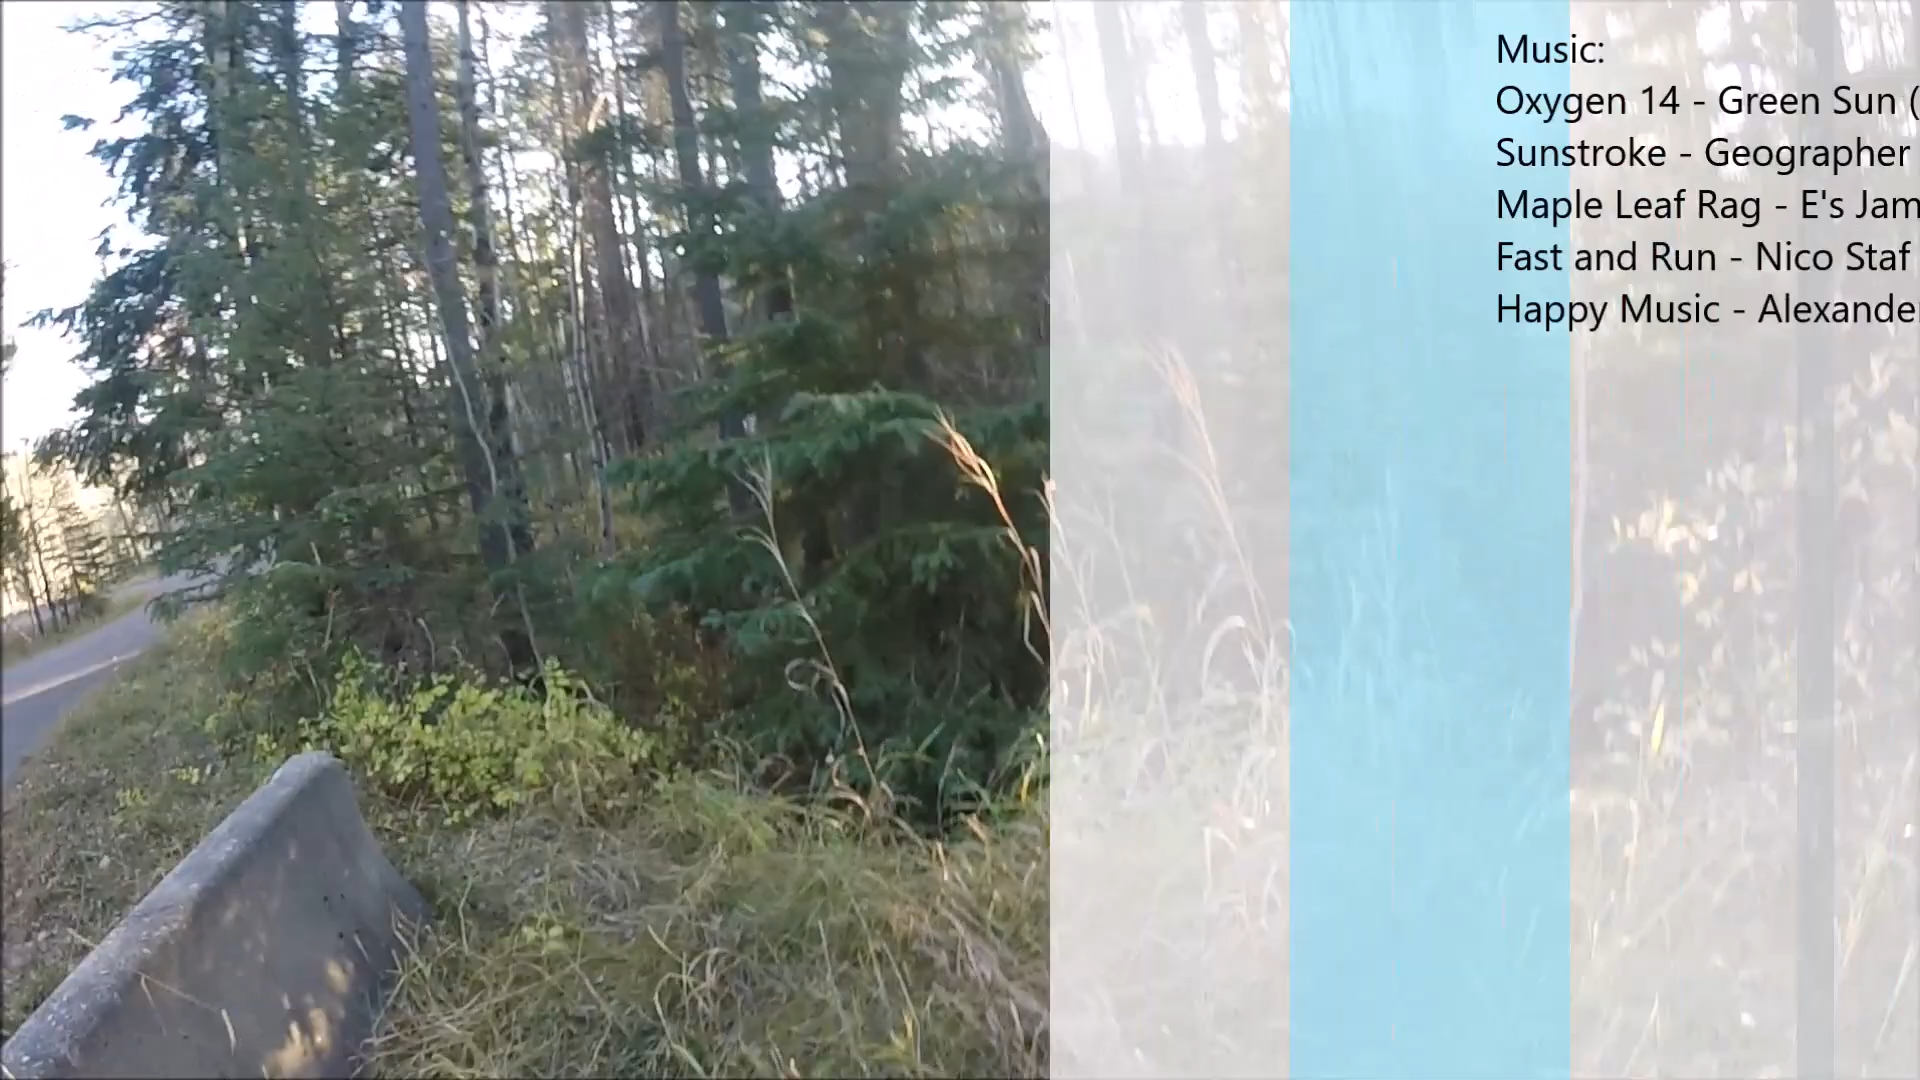 Music:
Oxygen 14 - Green Sun (
Sunstroke - Geographer
Maple Leaf Rag - E's Jam
Fast and Run - Nico Staf
Happy Music - Alexander